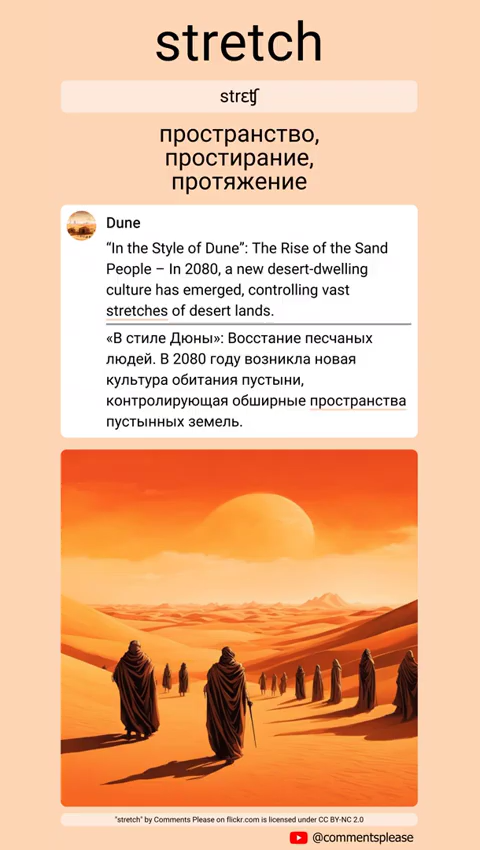 stretch
strɛʧ
пространство,
простирание,
протяжение
Dune
“In the Style of Dune”: The Rise of the Sand
People – In 2080, a new desert-dwelling
culture has emerged, controlling vast
stretches of desert lands.
«В стиле Дюны»: Восстание песчаных
людей. В 2080 году возникла новая
культура обитания пустыни,
контролирующая обширные пространства
пустынных земель.
"stretch" by Comments Please on flickr.com is licensed under CC BY-NC 2.0
@commentsplease